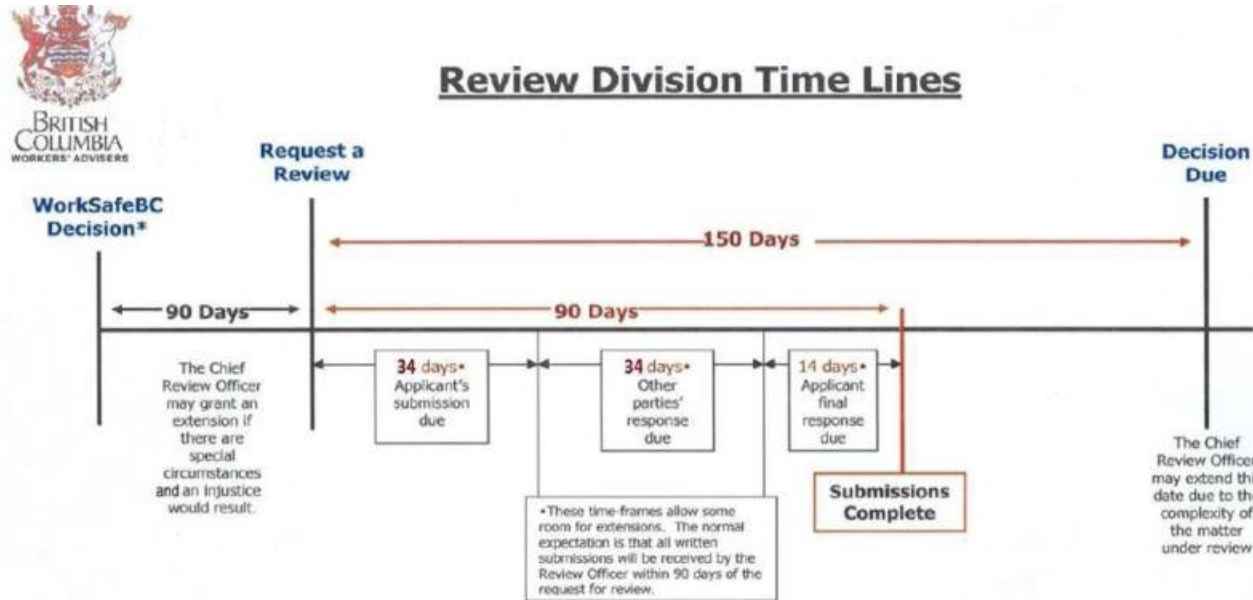 BRITISH
COLUMBIA
WORKERS' ADVISERS
Review Division Time Lines
WorkSafeBC
Decision*
Request a
Review
Decision
Due
150 Days
90 Days
90 Days
The Chief
Review Officer
may grant an
extension if
there are
special
circumstances
and an injustice
would result.
34 days•
Applicant's
submission
due
34 days•
Other
parties'
response
due
14 days•
Applicant
final
response
due
Submissions
Complete
•These time-frames allow some
room for extensions. The normal
expectation is that all written
submissions will be received by the
Review Officer within 90 days of the
request for review.
The Chief
Review Officer
may extend this
date due to the
complexity of
the matter
under review